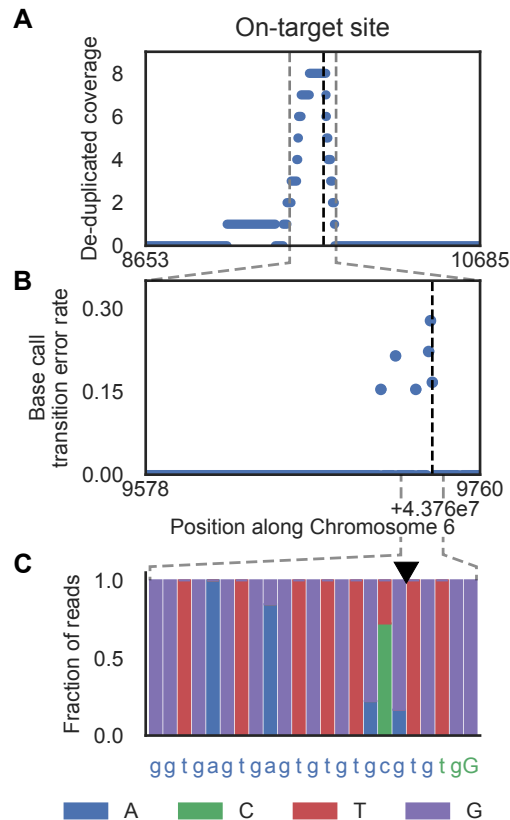 A
On-target site
De-duplicated coverage
8
6
4
2
0
8653
10685
B
Base call
transition error rate
0.30
0.15
0.00
9578
9760
+4.376e7
Position along Chromosome 6
C
Fraction of reads
1.0
0.5
0.0
ggtgagtgagtgtgtgcgtgtgG
A C T G